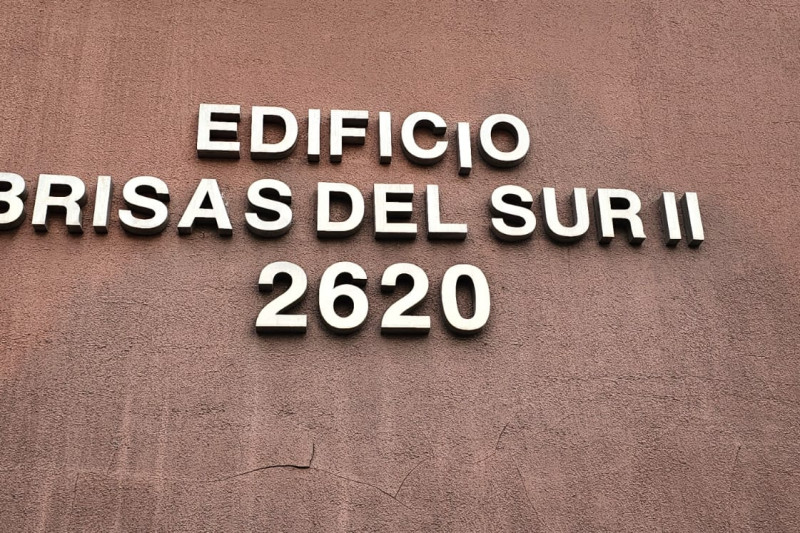 EDIFICIO
BRISAS DEL SUR II
2620